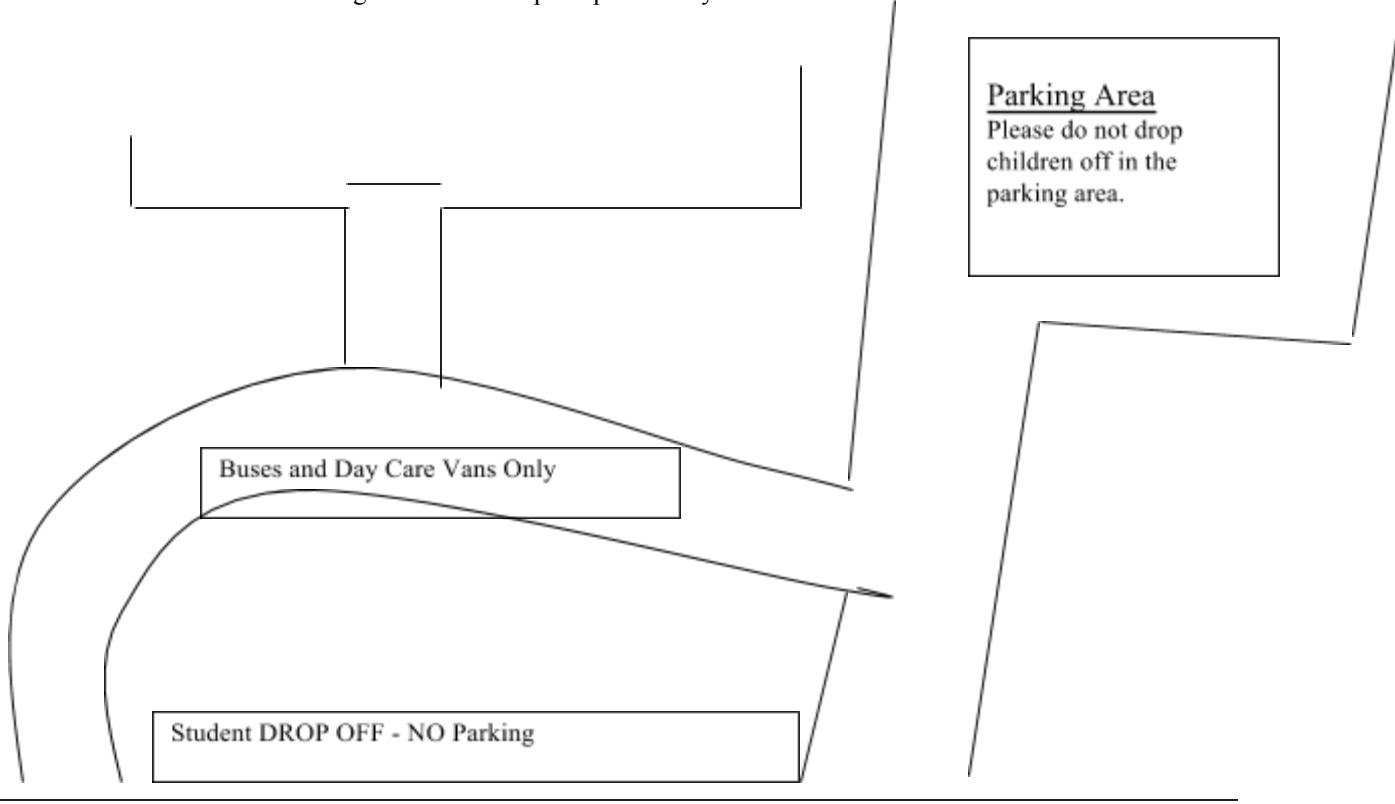 Parking Area
Please do not drop
children off in the
parking area.
Buses and Day Care Vans Only
Student DROP OFF - NO Parking